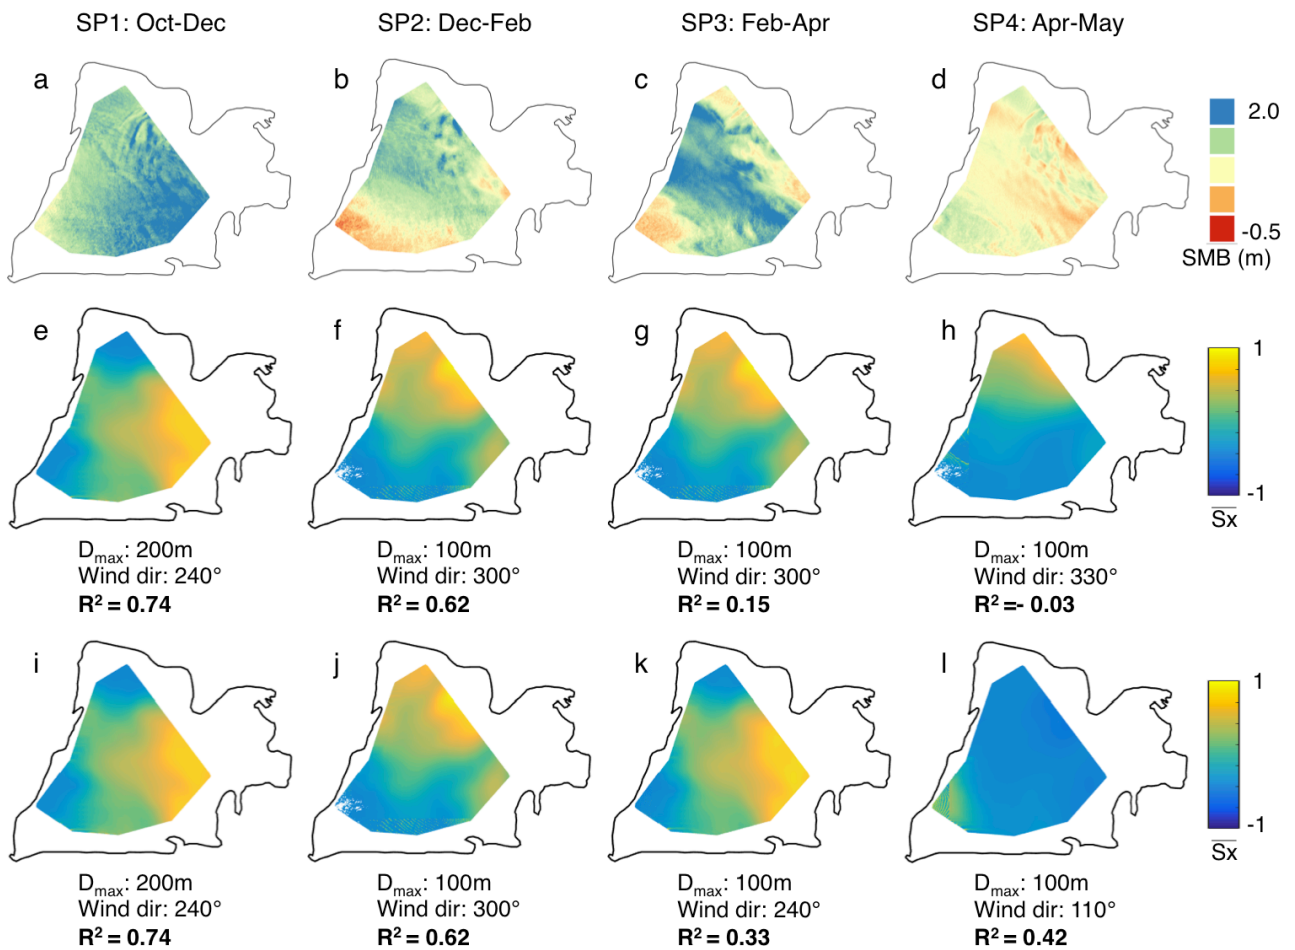 SP1: Oct-Dec
SP2: Dec-Feb
SP3: Feb-Apr
SP4: Apr-May
a
b
c
d
2.0
-0.5
SMB (m)
e
f
g
h
1
-1
Sx
Dmax: 200m
Wind dir: 240°
R² = 0.74
Dmax: 100m
Wind dir: 300°
R² = 0.62
Dmax: 100m
Wind dir: 300°
R² = 0.15
Dmax: 100m
Wind dir: 330°
R² =- 0.03
i
j
k
l
1
-1
Sx
Dmax: 200m
Wind dir: 240°
R² = 0.74
Dmax: 100m
Wind dir: 300°
R² = 0.62
Dmax: 100m
Wind dir: 240°
R² = 0.33
Dmax: 100m
Wind dir: 110°
R² = 0.42